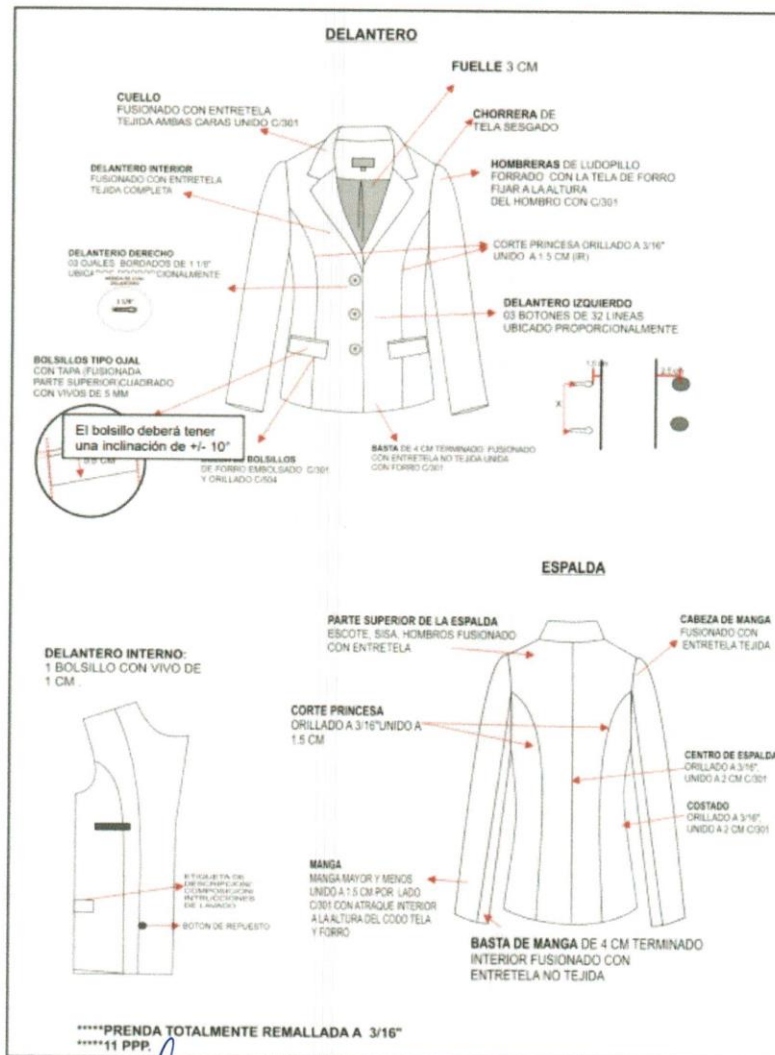 DELANTERO
FUELLE 3 CM
CUELLO
FUSIONADO CON ENTRETELA
TEJIDA AMBAS CARAS UNIDO C/301
CHORRERA DE
TELA SESGADO
DELANTERO INTERIOR
FUSIONADO CON ENTRETELA
TEJIDA COMPLETA
HOMBRERAS DE LUDOPILLO
FORRADO CON LA TELA DE FORRO
FIJAR A LA ALTURA
DEL HOMBRO CON C/301
DELANTERIO DERECHO
03 OJALES BORDADOS DE 1 1/8"
CORTE PRINCESA ORILLADO A 3/16"
UNIDO A 1.5 CM (IR)
1 1/8"
DELANTERO IZQUIERDO
03 BOTONES DE 32 LINEAS
UBICADO PROPORCIONALMENTE
BOLSILLOS TIPO OJAL
CON TAPA (FUSIONADA
PARTE SUPERIOR)CUADRADO
CON VIVOS DE 5 MM
X
El bolsillo deberá tener
una inclinación de +/- 10°
CM
BOLSILLOS
DE FORRO EMBOLSADO C/301
Y ORILLADO C/504
BASTA DE 4 CM TERMINADO FUSIONADO
CON ENTRETELA NO TEJIDA UNIDA
CON FORRO C/301
ESPALDA
PARTE SUPERIOR DE LA ESPALDA
ESCOTE, SISA, HOMBROS FUSIONADO
CON ENTRETELA
CABEZA DE MANGA
FUSIONADO CON
ENTRETELA TEJIDA
DELANTERO INTERNO:
1 BOLSILLO CON VIVO DE
1 CM .
CORTE PRINCESA
ORILLADO A 3/16"UNIDO A
1.5 CM
CENTRO DE ESPALDA
ORILLADO A 3/16",
UNIDO A 2 CM C/301
COSTADO
ORILLADO A 3/16",
UNIDO A 2 CM C/301
ETIQUETA DE
DESCRIPCION/
COMPOSICION/
INTRUCCIONES
DE LAVADO
BOTON DE REPUESTO
MANGA
MANGA MAYOR Y MENOS
UNIDO A 1.5 CM POR LADO
C/301 CON ATRAQUE INTERIOR
A LA ALTURA DEL CODO TELA
Y FORRO
BASTA DE MANGA DE 4 CM TERMINADO
INTERIOR FUSIONADO CON
ENTRETELA NO TEJIDA
*****PRENDA TOTALMENTE REMALLADA A 3/16"
*****11 PPP.